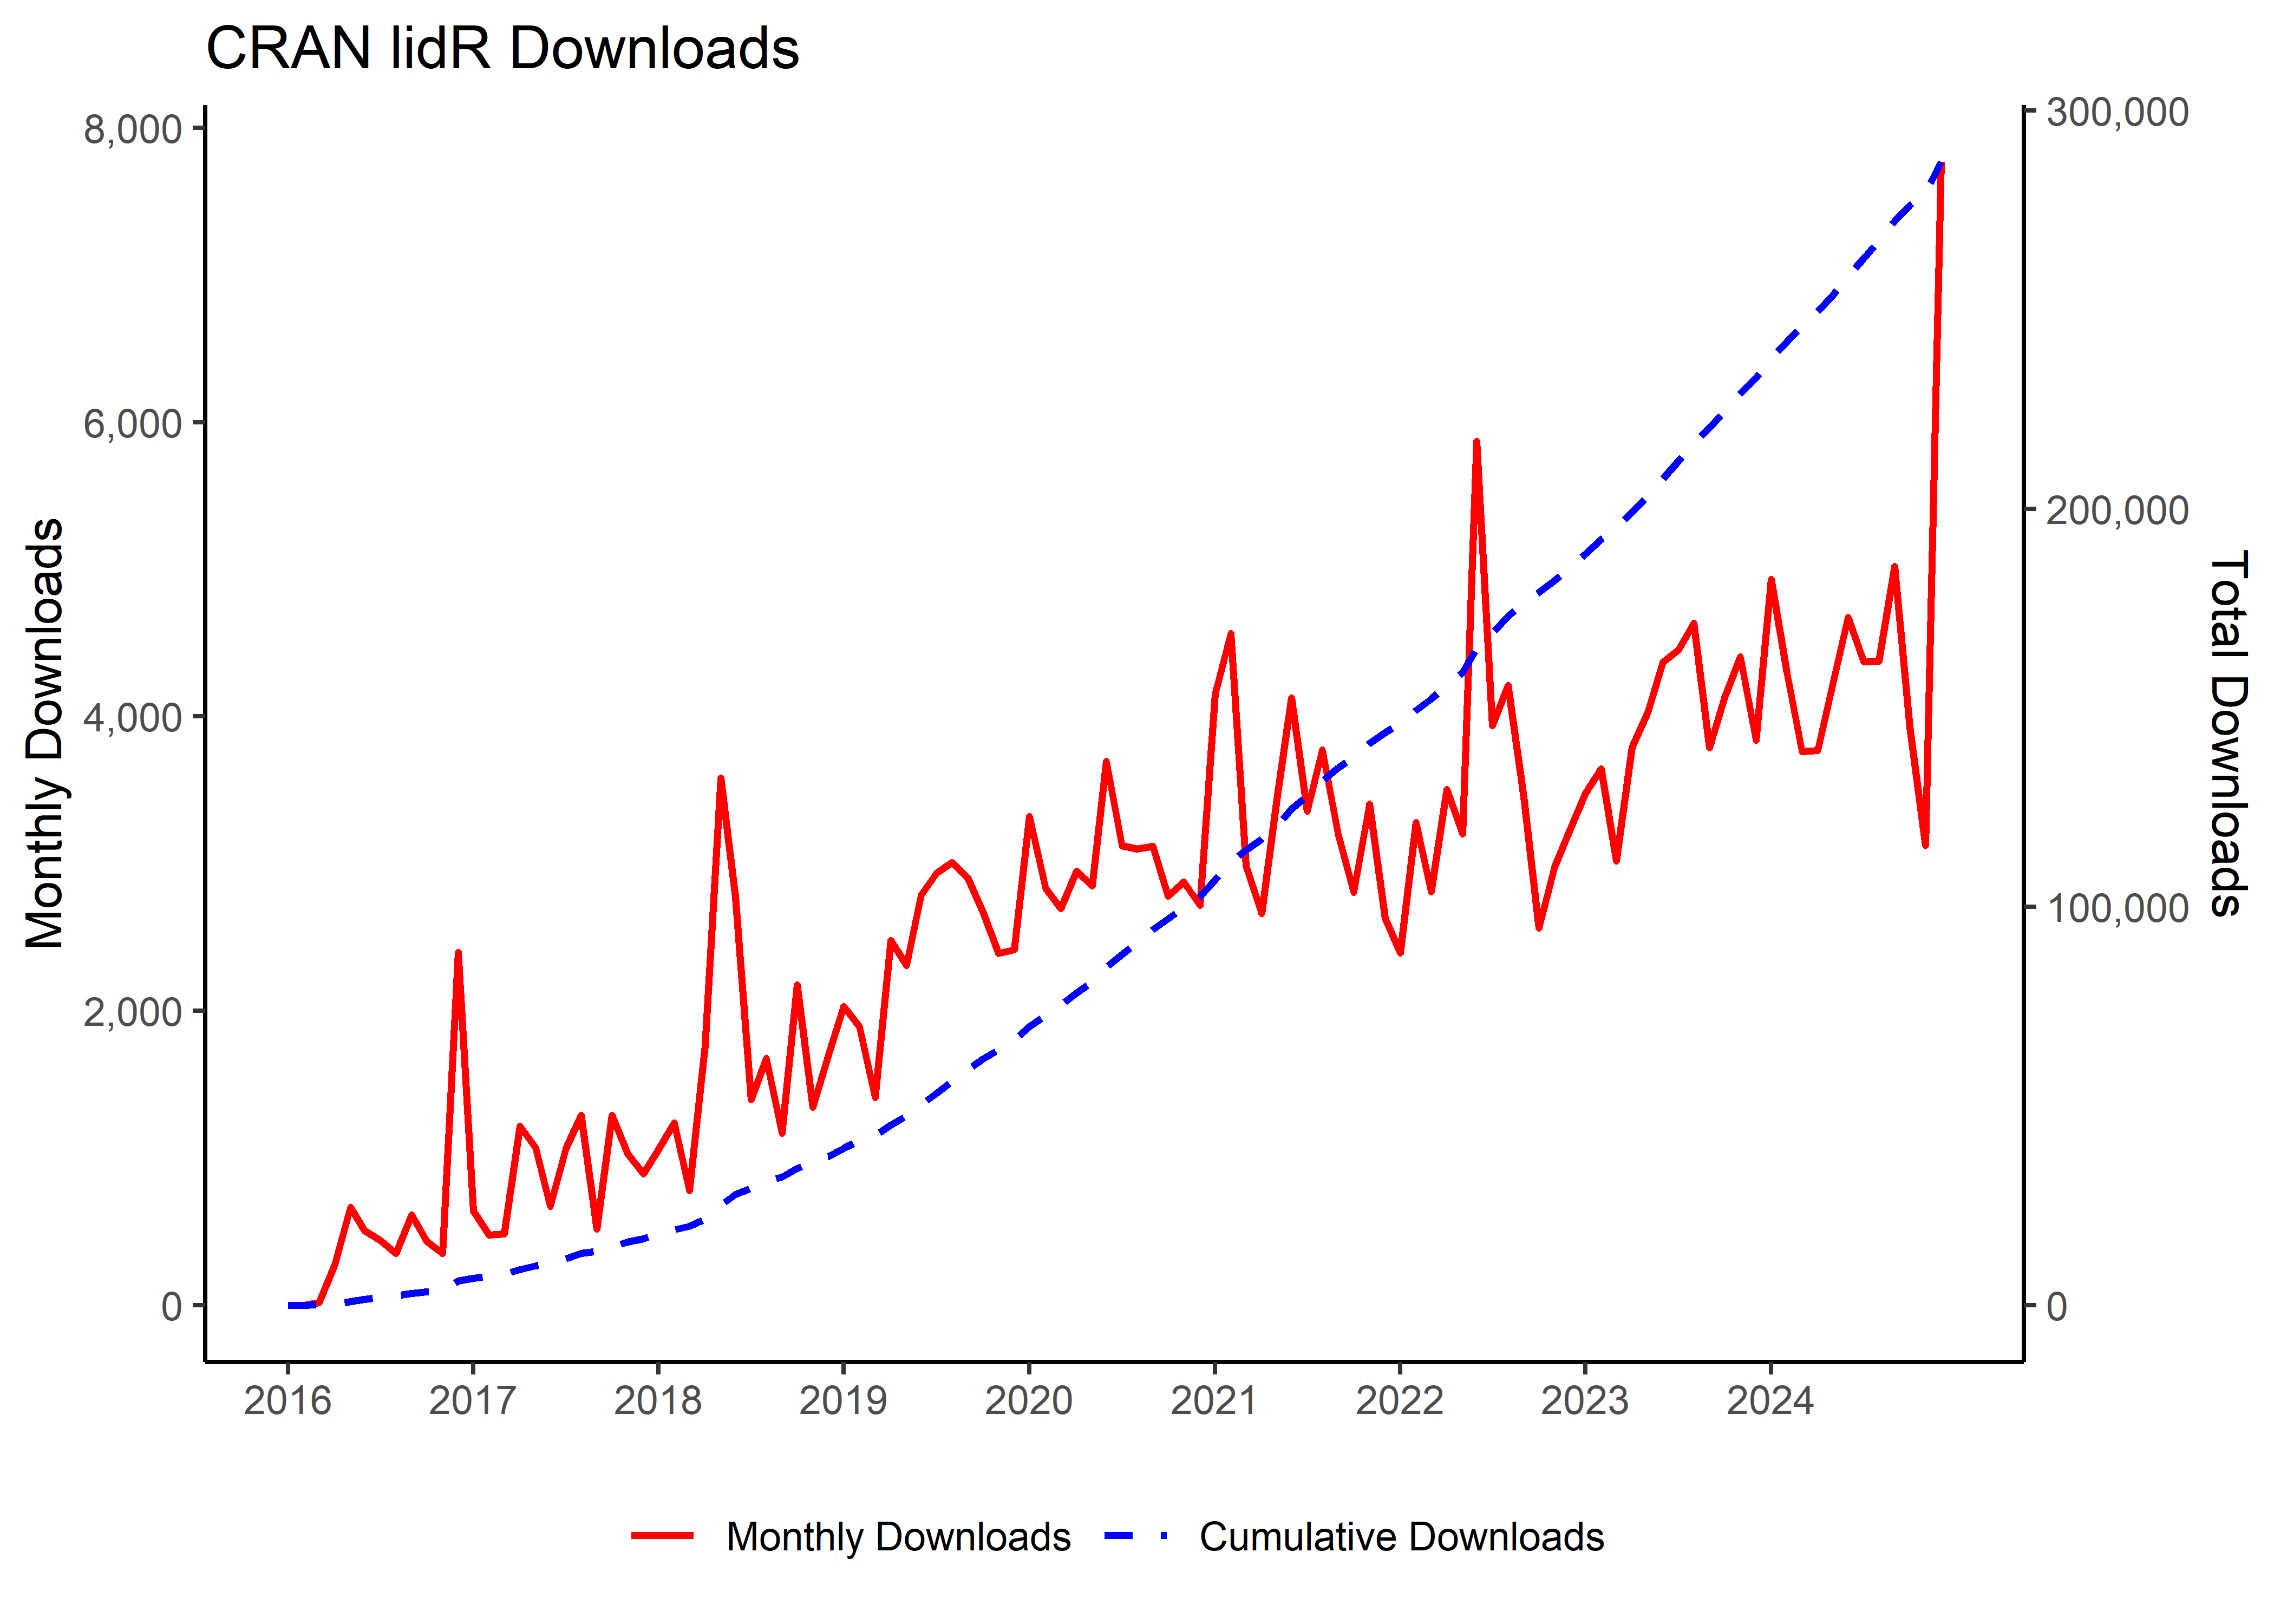 CRAN lidR Downloads
8,000
6,000
4,000
2,000
0
Monthly Downloads
300,000
200,000
100,000
0
Total Downloads
2016 2017 2018 2019 2020 2021 2022 2023 2024
Monthly Downloads Cumulative Downloads